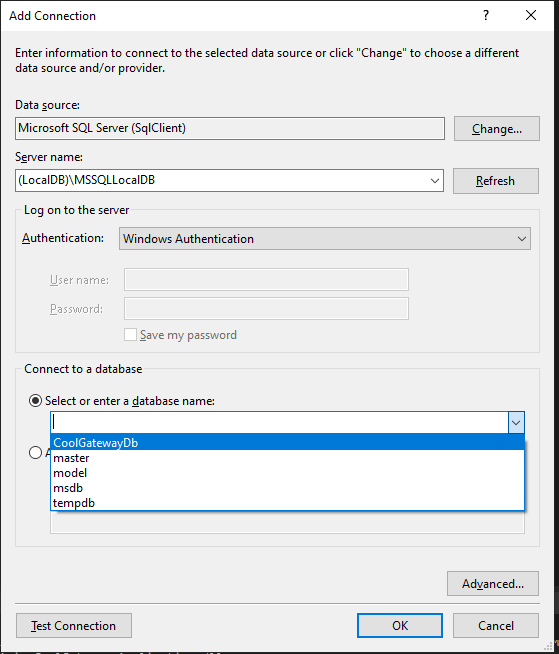 Add Connection
Enter information to connect to the selected data source or click "Change" to choose a different
data source and/or provider.
Data source:
Microsoft SQL Server (SqlClient)
Change...
Server name:
(LocalDB)\MSSQLLocalDB
Refresh
Log on to the server
Authentication:
Windows Authentication
User name:
Password:
Save my password
Connect to a database
Select or enter a database name:
CoolGatewayDb
master
model
msdb
tempdb
Advanced...
Test Connection
OK
Cancel